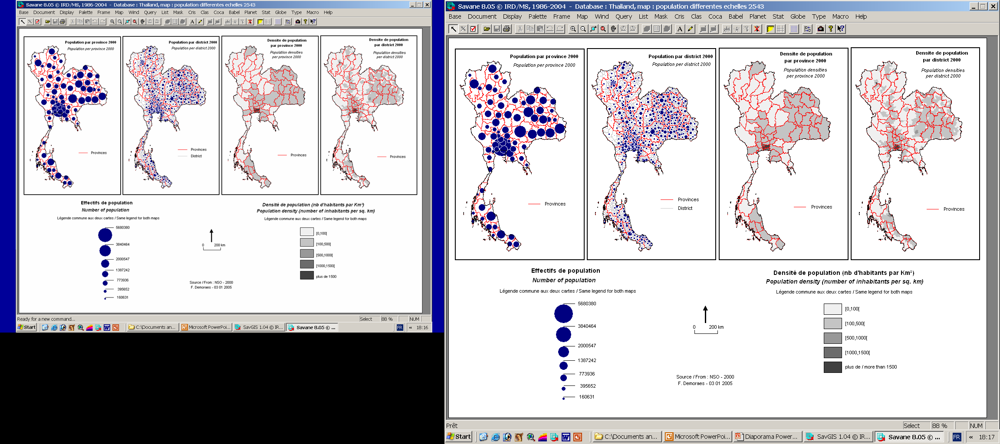 Savane 8.05 © IRD/MS, 1986-2004 - Database : Thailand, map : population differentes echelles 2543
Base Document Display Palette Frame Map Wind Query List Mask Cris Clas Coca Babel Planet Stat Globe Type Macro Help
Population par province 2000
Population per province 2000
Provinces
Population par district 2000
Population per district 2000
Provinces
District
Densite de population
par province 2000
Population densities
per province 2000
Provinces
Densite de population
par district 2000
Population densities
per district 2000
Provinces
Effectifs de population
Number of population
Légende commune aux deux cartes / Same legend for both maps
5680380
3840464
2000547
1387242
773936
395652
160631
0 200 km
Source / From : NSO - 2000
F. Demoraes - 03 01 2005
Densité de population (nb d'habitants par Km²)
Population density (number of inhabitants per sq. km)
Légende commune aux deux cartes / Same legend for both maps
[0,100[
[100,500[
[500,1000[
[1000,1500[
plus de 1500
Ready for a new command...
Select 88 % NUM
Start C:\Documents an... Microsoft PowerPoi... SavGIS 1.04 © IR... Savane 8.05 © ... FR « 18:16
Savane 8.05 © IRD/MS, 1986-2004 - Database : Thailand, map : population differentes echelles 2543
Base Document Display Palette Frame Map Wind Query List Mask Cris Clas Coca Babel Planet Stat Globe Type Macro Help
Population par province 2000
Population per province 2000
Provinces
Population par district 2000
Population per district 2000
Provinces
District
Densite de population
par province 2000
Population densities
per province 2000
Provinces
Densite de population
par district 2000
Population densities
per district 2000
Provinces
Effectifs de population
Number of population
Légende commune aux deux cartes / Same legend for both maps
5680380
3840464
2000547
1387242
773936
395652
160631
0 200 km
Source / From : NSO - 2000
F. Demoraes - 03 01 2005
Densité de population (nb d'habitants par Km²)
Population density (number of inhabitants per sq. km)
Légende commune aux deux cartes / Same legend for both maps
[0,100[
[100,500[
[500,1000[
[1000,1500[
plus de / more than 1500
Prêt
Select 88 % NUM
Start C:\Documents an... Microsoft PowerPoi... Diaporama Power... SavGIS 1.04 © IR... Savane 8.05 © ... FR « 18:17